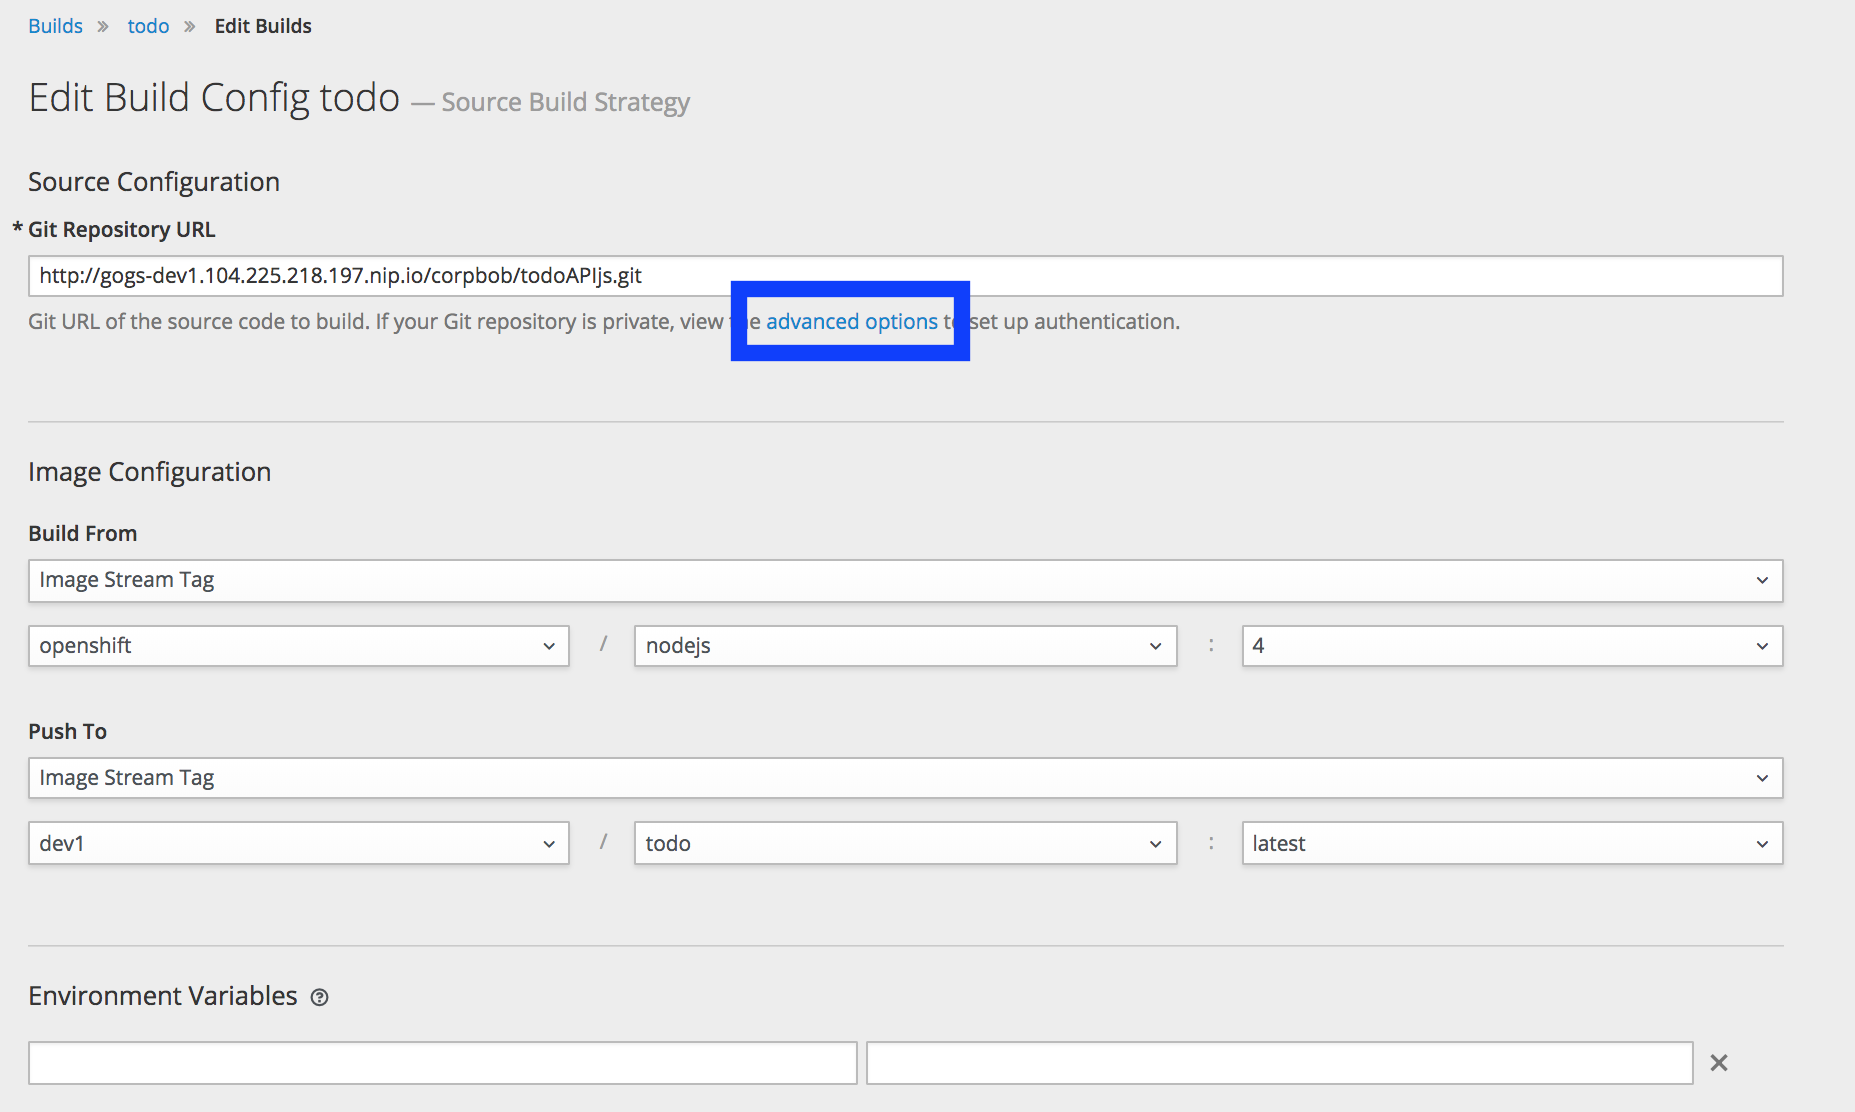 Builds » todo » Edit Builds
Edit Build Config todo — Source Build Strategy
Source Configuration
* Git Repository URL
http://gogs-dev1.104.225.218.197.nip.io/corpbob/todoAPIjs.git
Git URL of the source code to build. If your Git repository is private, view the advanced options to set up authentication.
Image Configuration
Build From
Image Stream Tag
openshift / nodejs : 4
Push To
Image Stream Tag
dev1 / todo : latest
Environment Variables